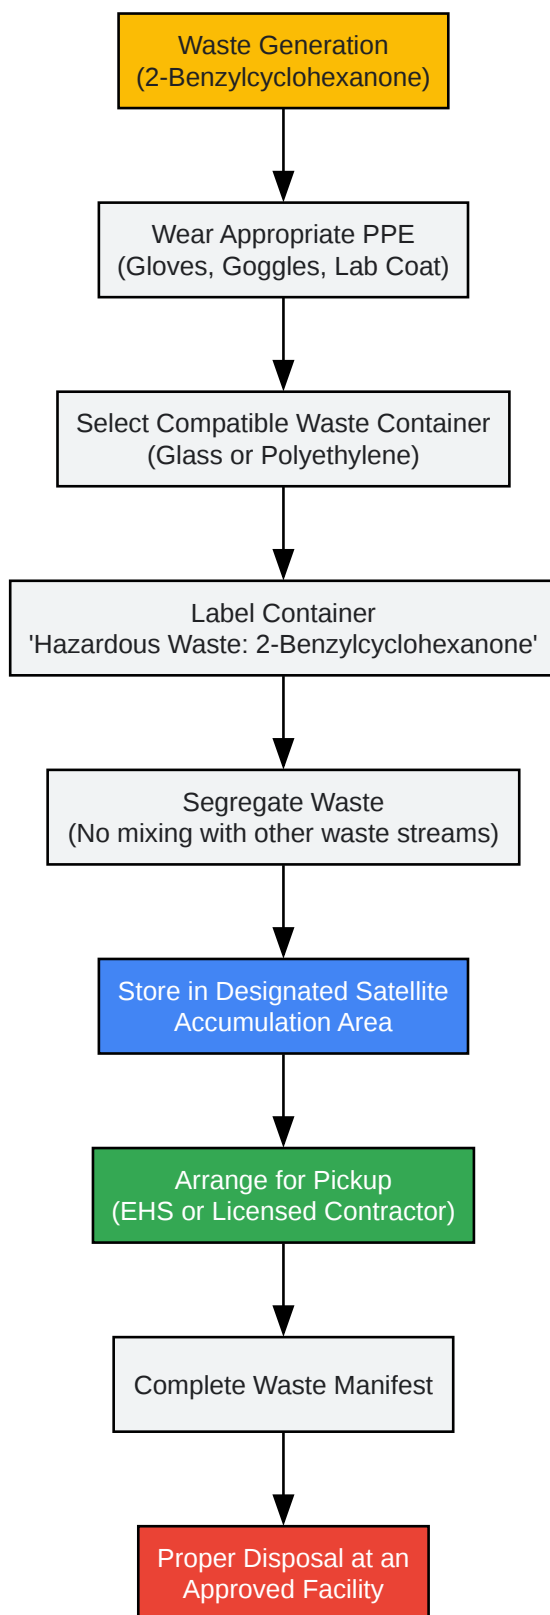 Waste Generation
(2-Benzylcyclohexanone)
Wear Appropriate PPE
(Gloves, Goggles, Lab Coat)
Select Compatible Waste Container
(Glass or Polyethylene)
Label Container
'Hazardous Waste: 2-Benzylcyclohexanone'
Segregate Waste
(No mixing with other waste streams)
Store in Designated Satellite
Accumulation Area
Arrange for Pickup
(EHS or Licensed Contractor)
Complete Waste Manifest
Proper Disposal at an
Approved Facility